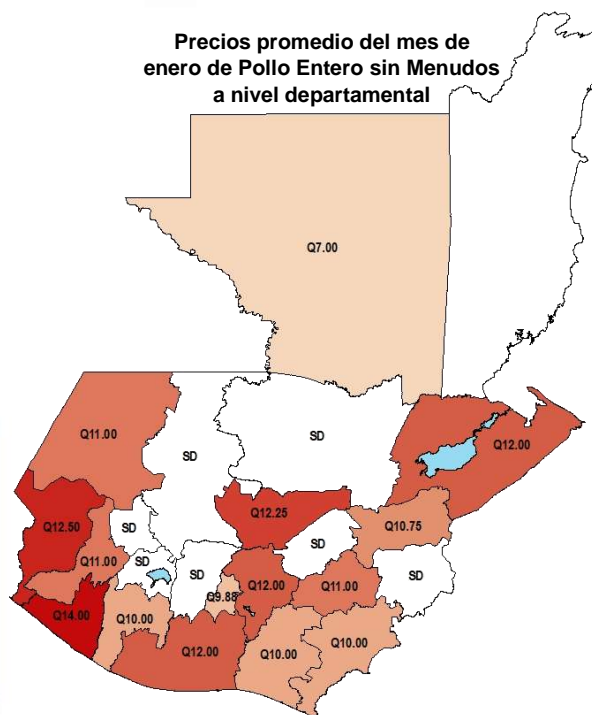 Precios promedio del mes de
enero de Pollo Entero sin Menudos
a nivel departamental
Q7.00
Q11.00
SD
SD
Q12.00
Q12.50
SD
Q12.25
Q10.75
SD
Q11.00
SD
SD
SD
Q12.00
Q11.00
Q9.88
Q14.00
Q10.00
Q12.00
Q10.00
Q10.00